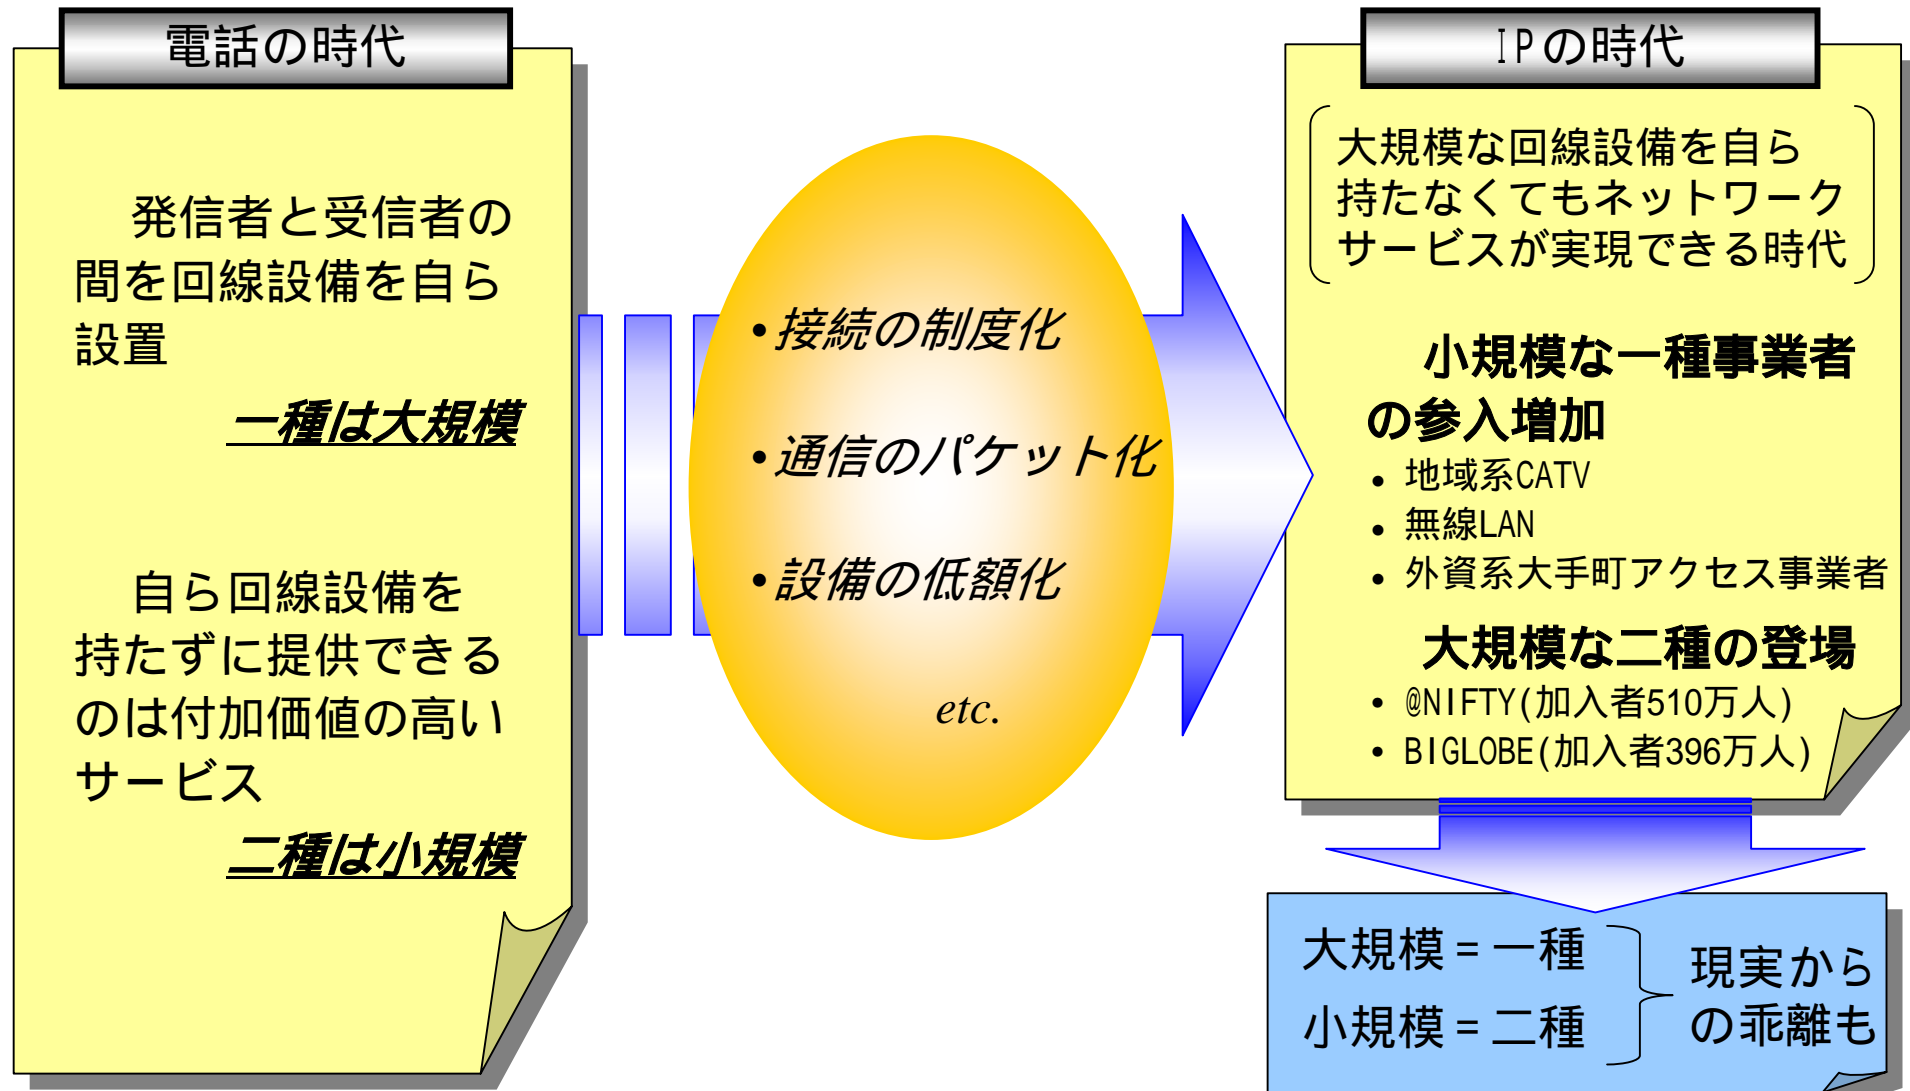 電話の時代
発信者と受信者の
間を回線設備を自ら
設置
一種は大規模
自ら回線設備を
持たずに提供できる
のは付加価値の高い
サービス
二種は小規模
•接続の制度化
•通信のパケット化
•設備の低額化
etc.
IPの時代
大規模な回線設備を自ら
持たなくてもネットワーク
サービスが実現できる時代
小規模な一種事業者
の参入増加
• 地域系CATV
• 無線LAN
• 外資系大手町アクセス事業者
大規模な二種の登場
• @NIFTY(加入者510万人)
• BIGLOBE(加入者396万人)
大規模=一種
小規模=二種
現実から
の乖離も